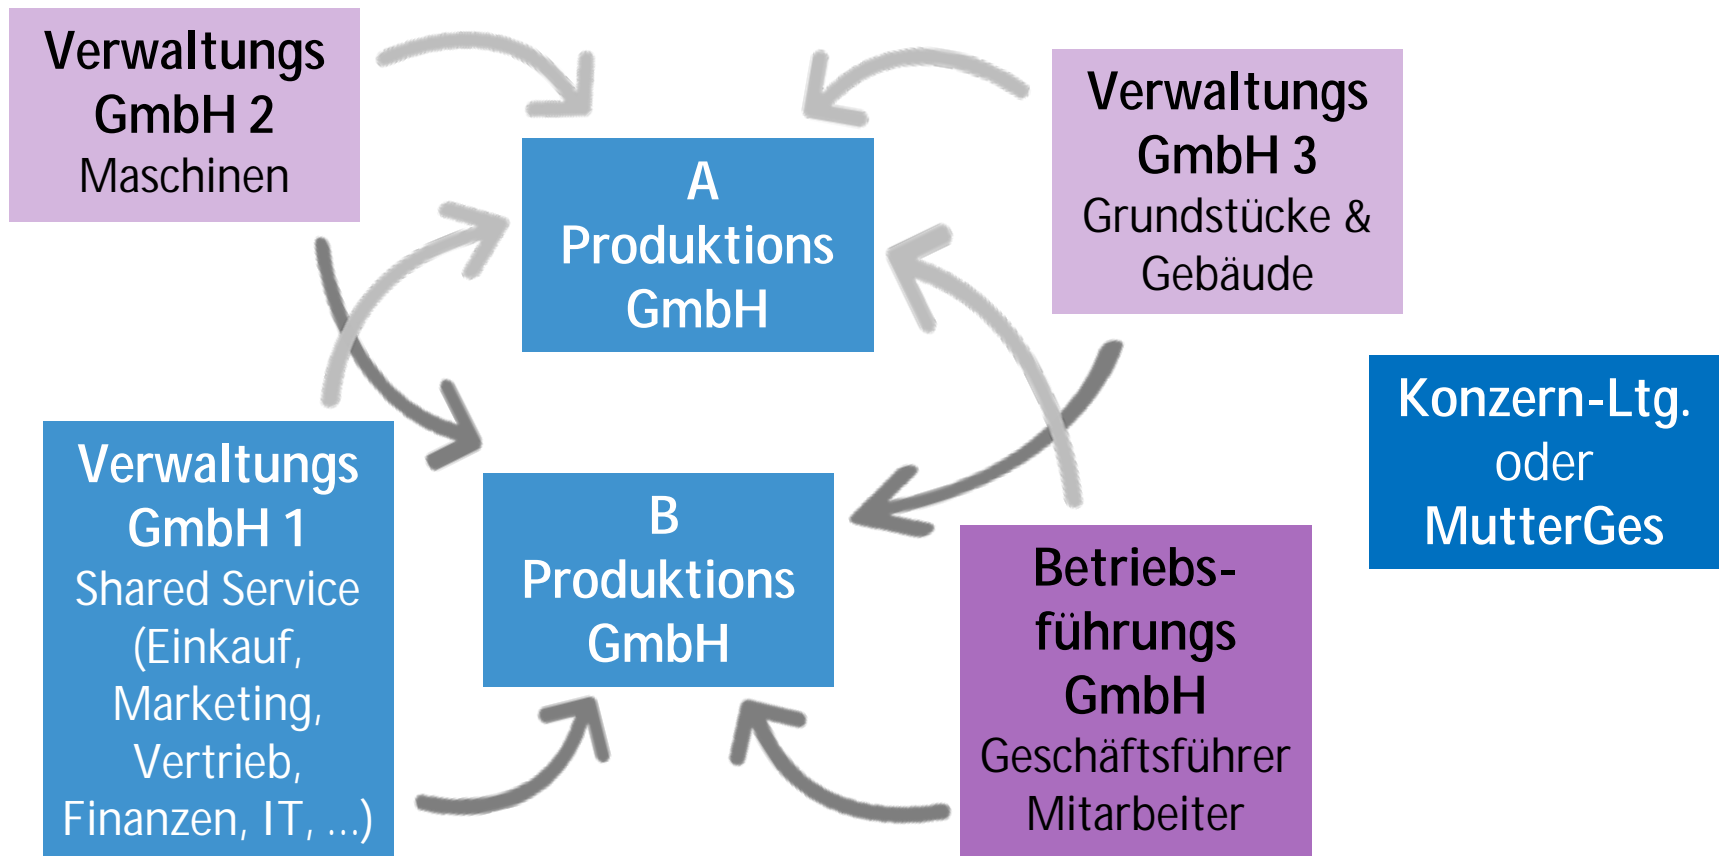 Verwaltungs
GmbH 2
Maschinen
A
Produktions
GmbH
Verwaltungs
GmbH 3
Grundstücke &
Gebäude
Konzern-Ltg.
oder
MutterGes
Verwaltungs
GmbH 1
Shared Service
(Einkauf,
Marketing,
Vertrieb,
Finanzen, IT, ...)
B
Produktions
GmbH
Betriebs-
führungs
GmbH
Geschäftsführer
Mitarbeiter